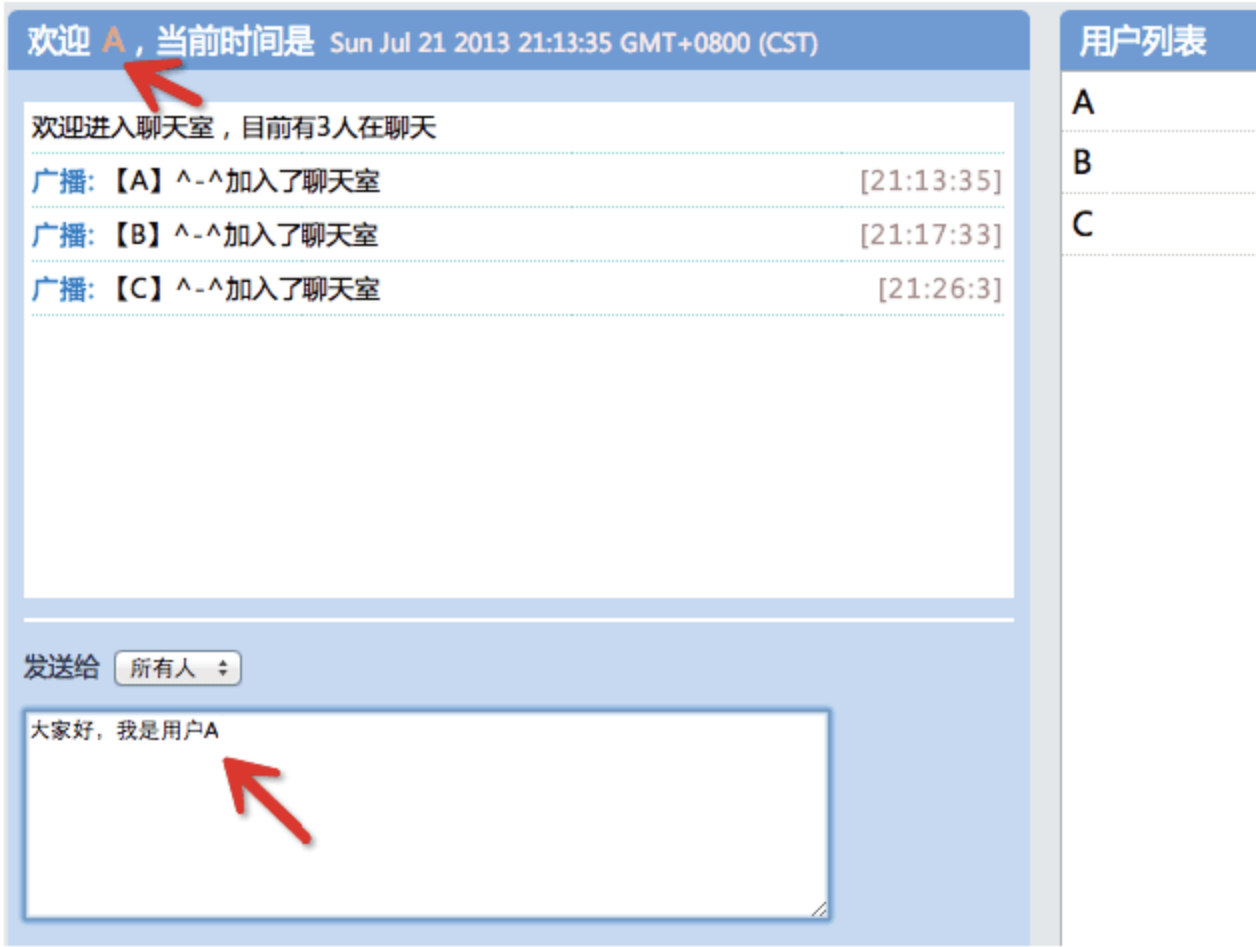 欢迎 A，当前时间是 Sun Jul 21 2013 21:13:35 GMT+0800 (CST)
欢迎进入聊天室，目前有3人在聊天
广播:【A】^-^加入了聊天室 [21:13:35]
广播:【B】^-^加入了聊天室 [21:17:33]
广播:【C】^-^加入了聊天室 [21:26:3]
发送给 所有人
大家好，我是用户A
用户列表
A
B
C